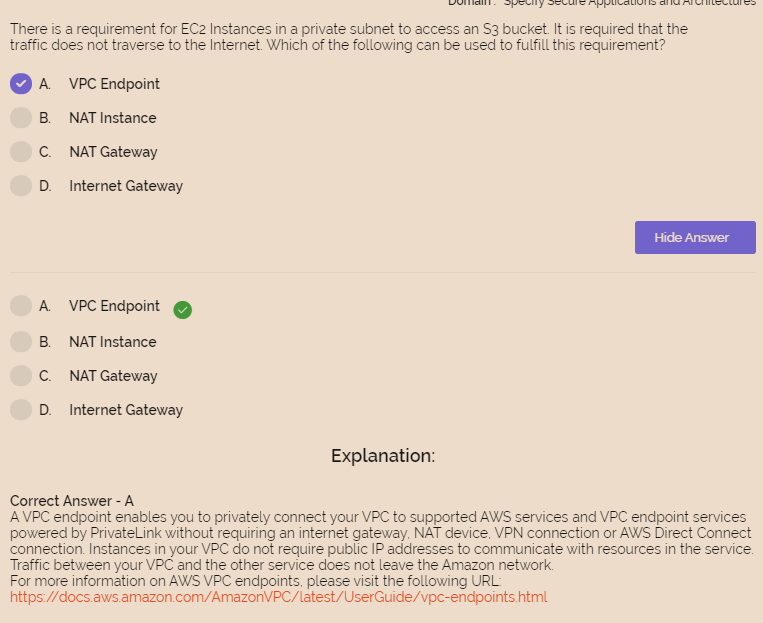 Domain : Specify Secure Applications and Architectures
There is a requirement for EC2 Instances in a private subnet to access an S3 bucket. It is required that the
traffic does not traverse to the Internet. Which of the following can be used to fulfill this requirement?
A. VPC Endpoint
B. NAT Instance
C. NAT Gateway
D. Internet Gateway
Hide Answer
A. VPC Endpoint
B. NAT Instance
C. NAT Gateway
D. Internet Gateway
Explanation:
Correct Answer - A
A VPC endpoint enables you to privately connect your VPC to supported AWS services and VPC endpoint services
powered by PrivateLink without requiring an internet gateway, NAT device, VPN connection or AWS Direct Connect
connection. Instances in your VPC do not require public IP addresses to communicate with resources in the service.
Traffic between your VPC and the other service does not leave the Amazon network.
For more information on AWS VPC endpoints, please visit the following URL:
https://docs.aws.amazon.com/AmazonVPC/latest/UserGuide/vpc-endpoints.html